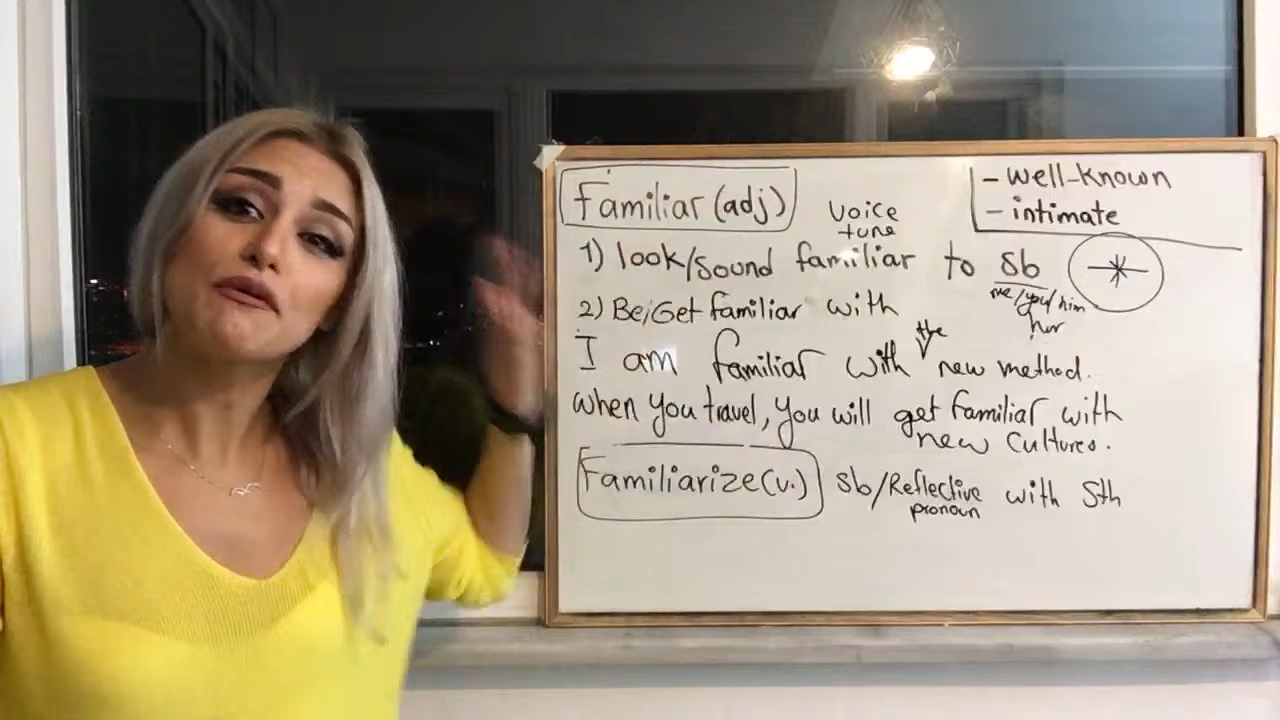 Familiar (adj)
- well-known
- intimate
voice
tune
1) look/sound familiar to sb
me/you/him
her
2) Be/Get familiar with
the
I am familiar with new method.
When you travel, you will get familiar with
new cultures.
Familiarize (v.) sb/Reflective with sth
pronoun